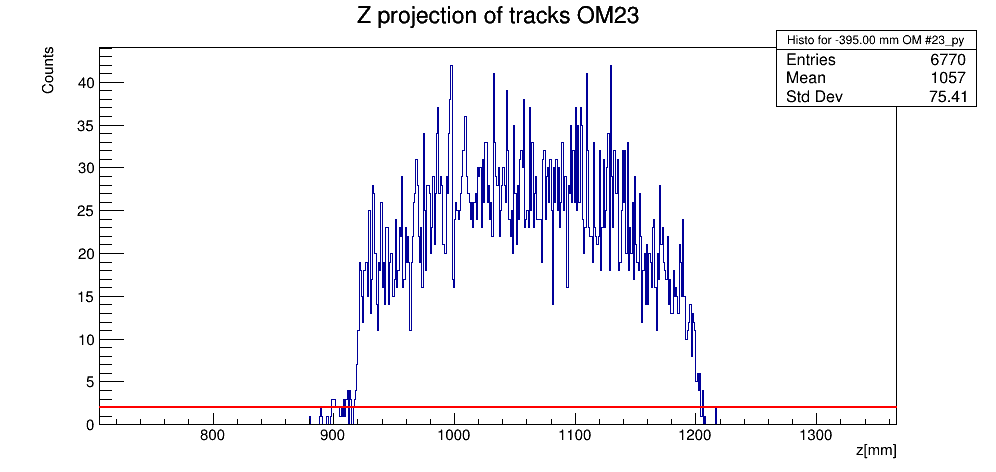 Z projection of tracks OM23
Histo for -395.00 mm OM #23_py
Entries 6770
Mean 1057
Std Dev 75.41
Counts
40
35
30
25
20
15
10
5
0
800 900 1000 1100 1200 1300
z[mm]